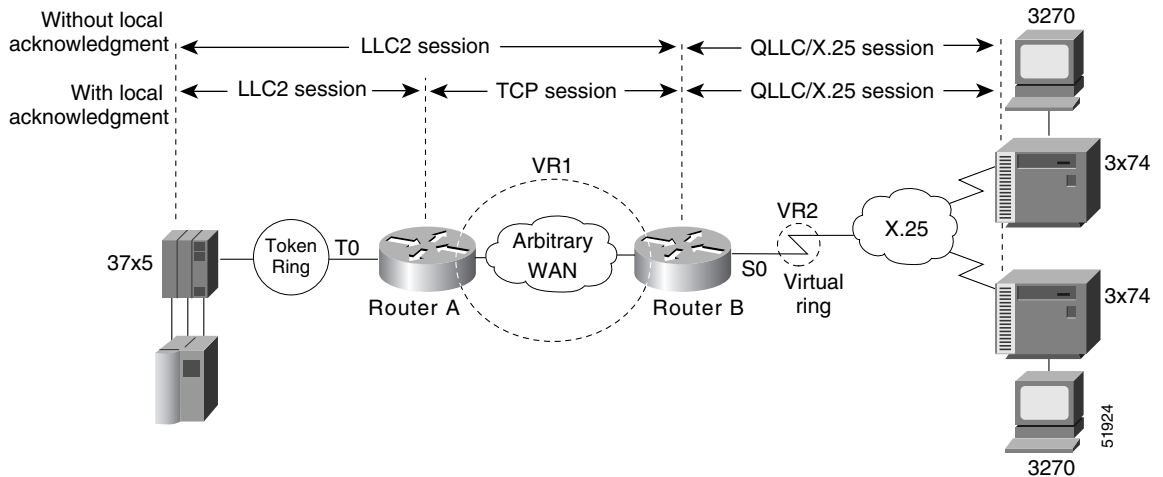 Without local
acknowledgment
LLC2 session
QLLC/X.25 session
3270
With local
acknowledgment
LLC2 session
TCP session
QLLC/X.25 session
3x74
VR1
VR2
X.25
37x5
Token
Ring
T0
Arbitrary
WAN
S0
Router A
Router B
Virtual
ring
3x74
51924
3270